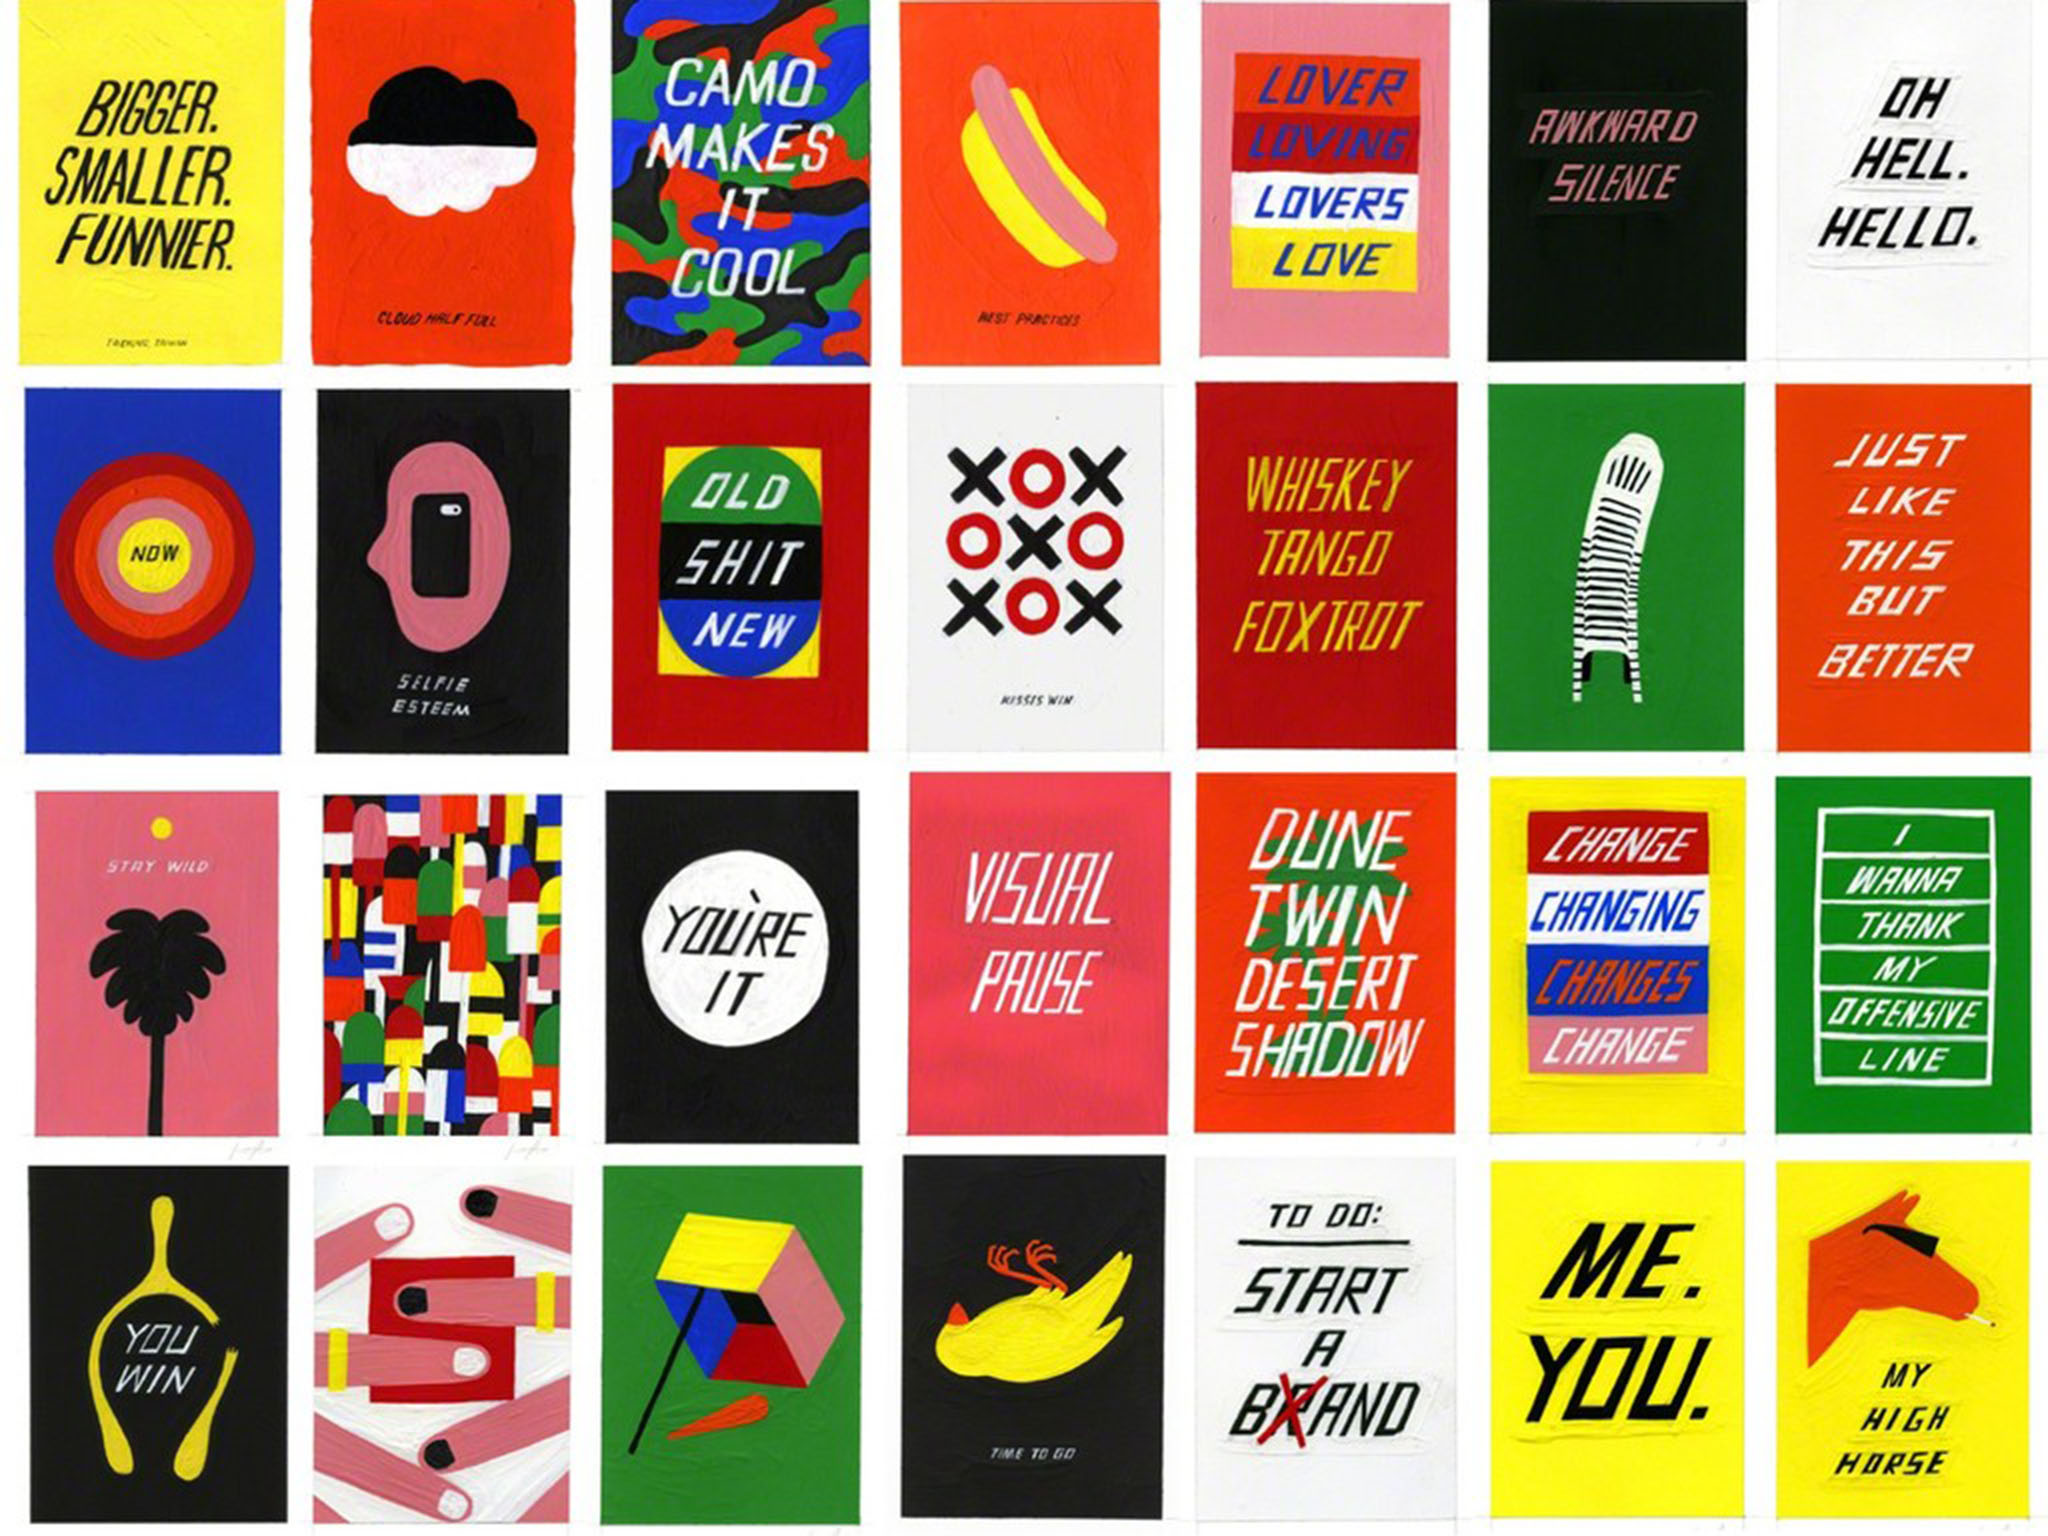 BIGGER.
SMALLER.
FUNNIER.
CLOUD HALF FULL
CAMO
MAKES
IT
COOL
BEST PRACTICES
LOVER
LOVING
LOVERS
LOVE
AWKWARD
SILENCE
OH
HELL.
HELLO.
NOW
SELFIE
ESTEEM
OLD
SHIT
NEW
XOX
OXO
XOX
KISSES WIN
WHISKEY
TANGO
FOXTROT
JUST
LIKE
THIS
BUT
BETTER
STAY WILD
YOU'RE
IT
VISUAL
PAUSE
DUNE
TWIN
DESERT
SHADOW
CHANGE
CHANGING
CHANGES
CHANGE
I
WANNA
THANK
MY
OFFENSIVE
LINE
YOU
WIN
TIME TO GO
TO DO:
START
A
BRAND
ME.
YOU.
MY
HIGH
HORSE